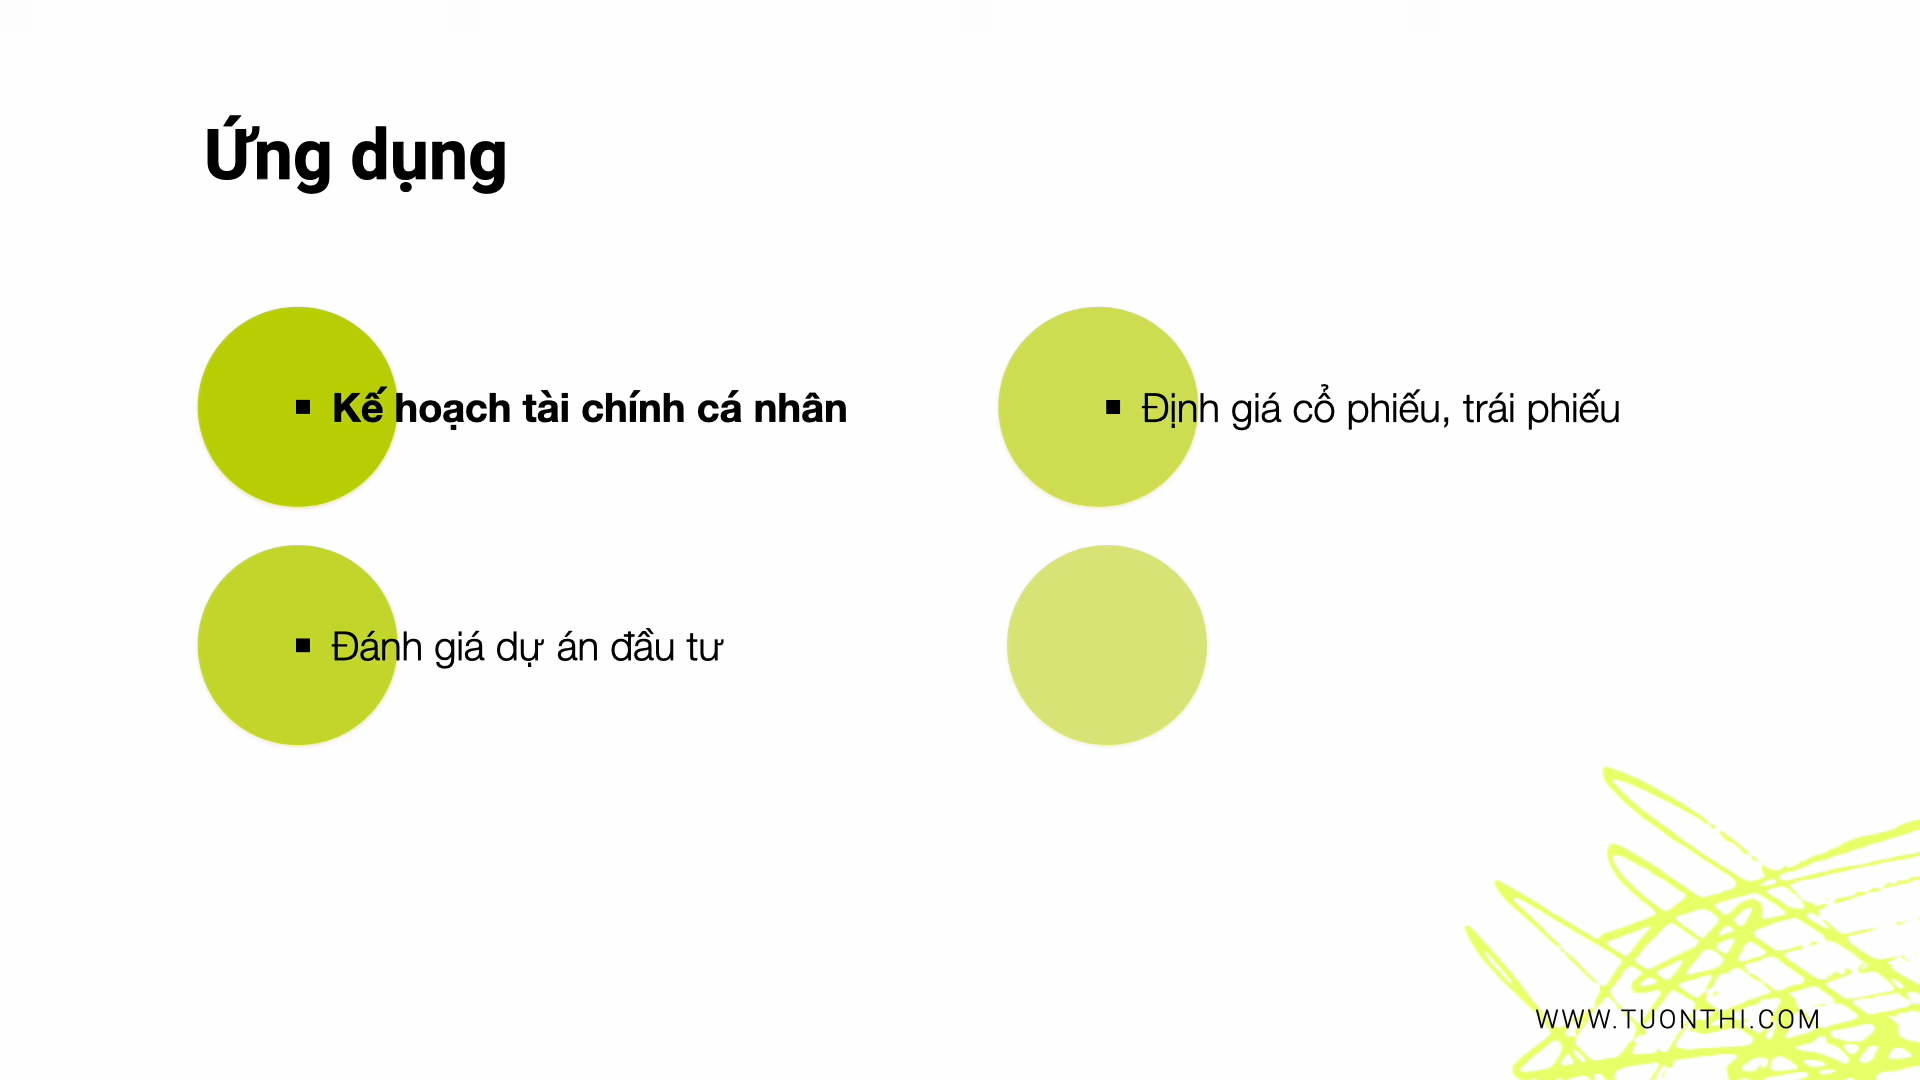 Ứng dụng
▪ Kế hoạch tài chính cá nhân
▪ Định giá cổ phiếu, trái phiếu
▪ Đánh giá dự án đầu tư
WWW.TUONTHI.COM